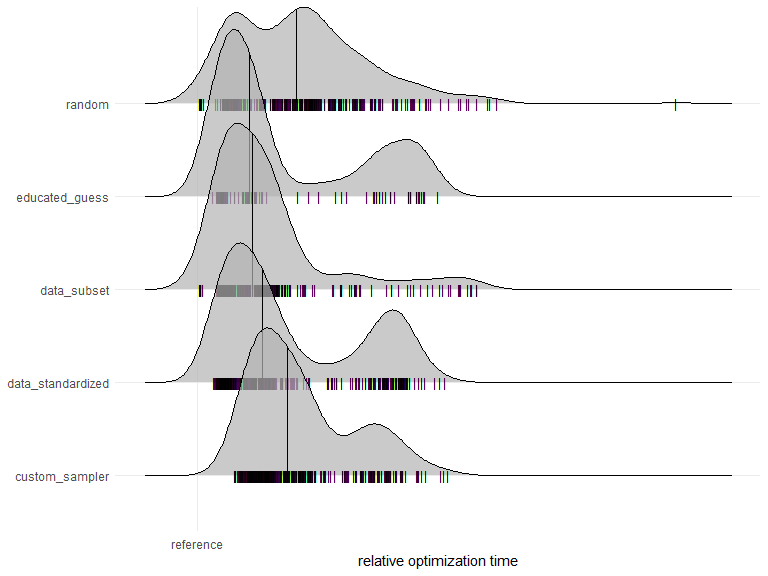 random
educated_guess
data_subset
data_standardized
custom_sampler
reference
relative optimization time